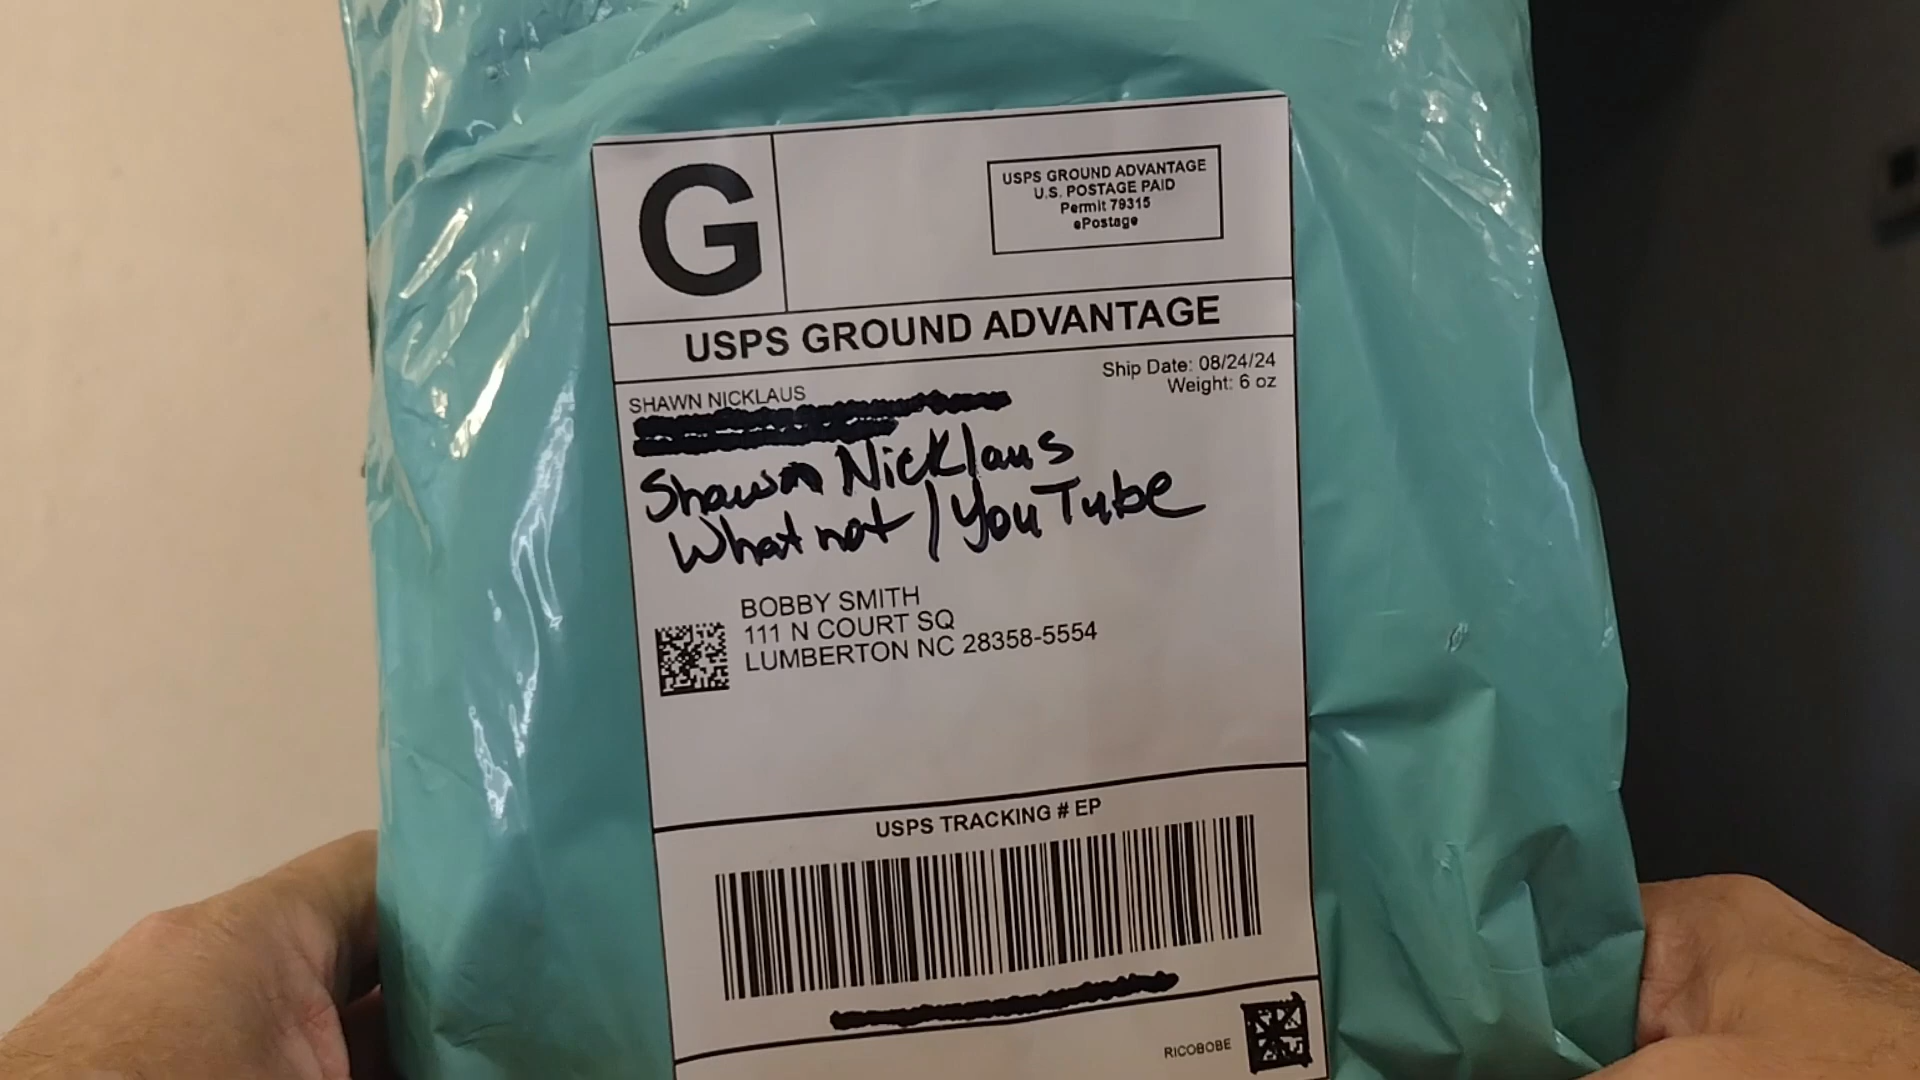 G
USPS GROUND ADVANTAGE
U.S. POSTAGE PAID
Permit 79315
ePostage
USPS GROUND ADVANTAGE
Ship Date: 08/24/24
Weight: 6 oz
SHAWN NICKLAUS
Shawn Nicklaus
Whatnot / YouTube
BOBBY SMITH
111 N COURT SQ
LUMBERTON NC 28358-5554
USPS TRACKING # EP
RICOBOBE